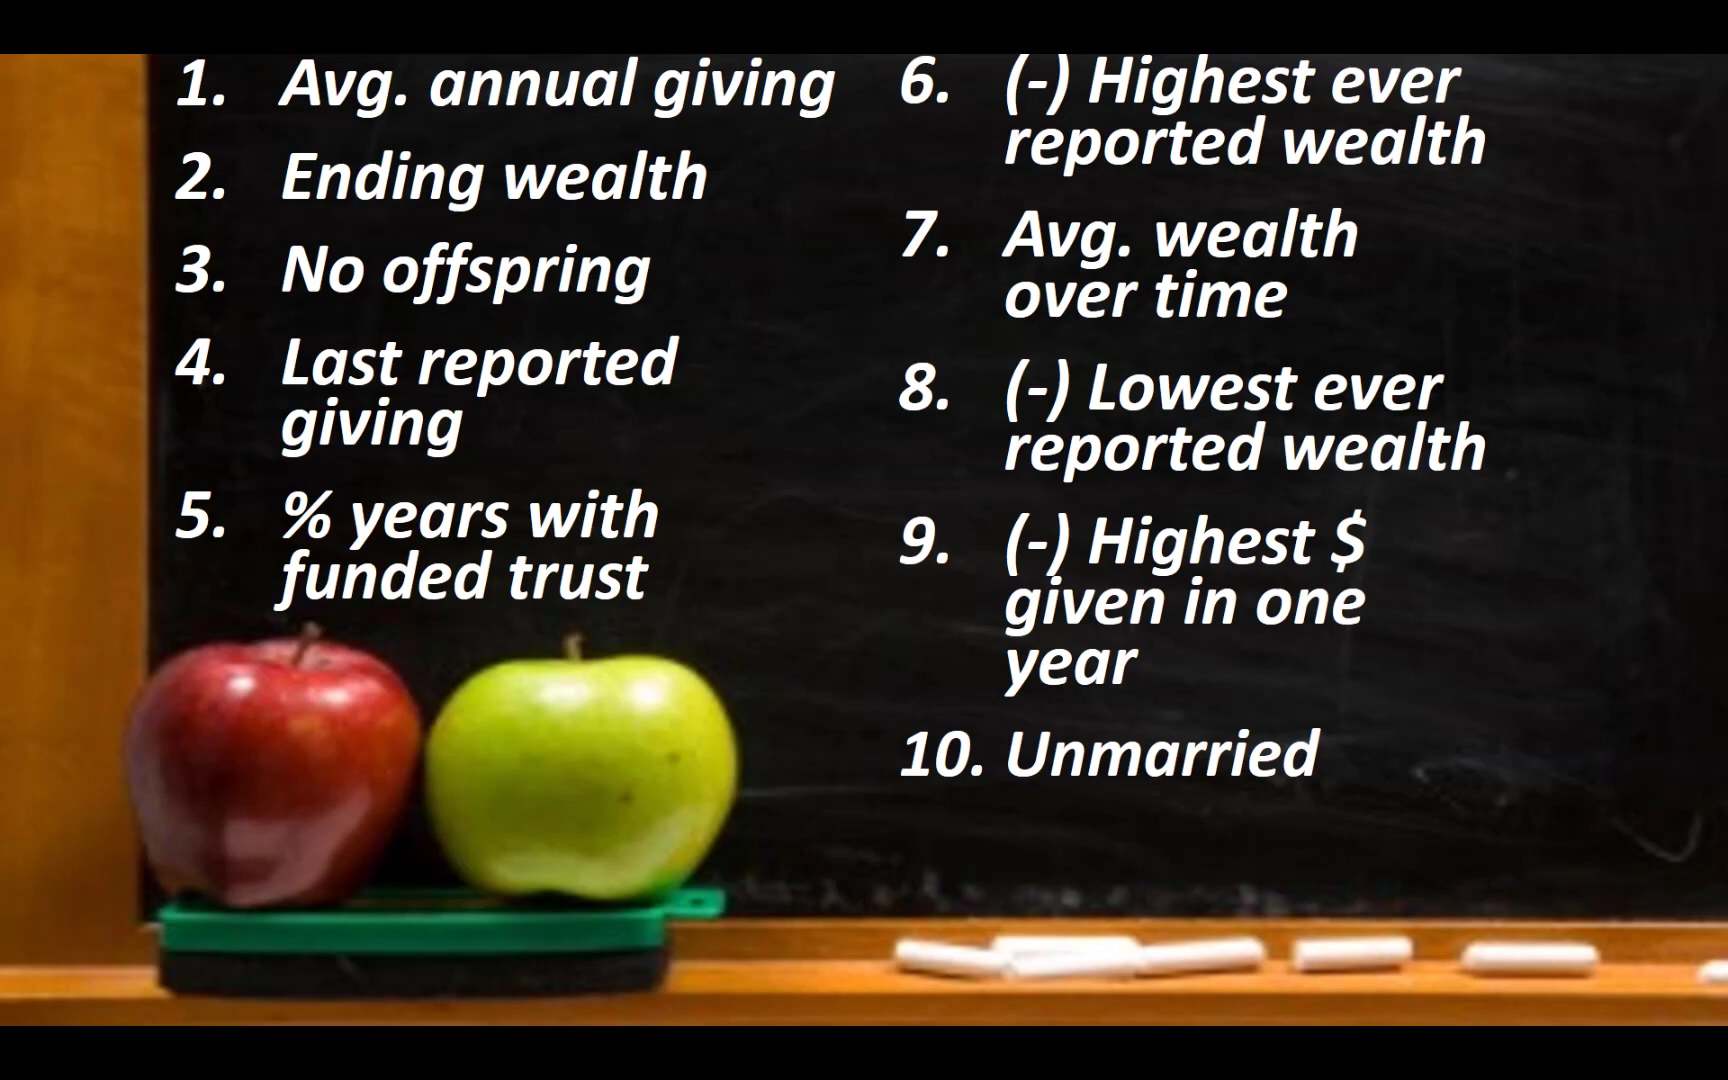 1. Avg. annual giving
2. Ending wealth
3. No offspring
4. Last reported
giving
5. % years with
funded trust
6. (-) Highest ever
reported wealth
7. Avg. wealth
over time
8. (-) Lowest ever
reported wealth
9. (-) Highest $
given in one
year
10. Unmarried